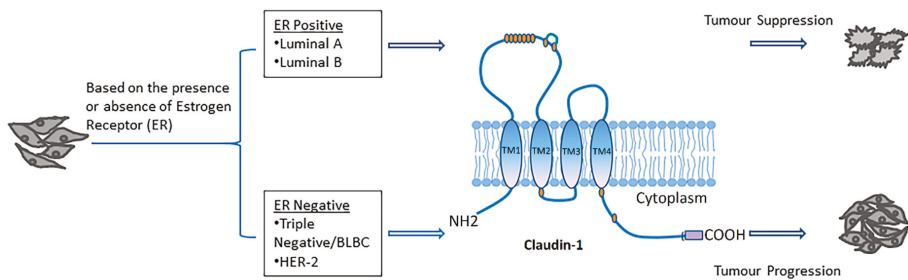 Based on the presence
or absence of Estrogen
Receptor (ER)
ER Positive
•Luminal A
•Luminal B
ER Negative
•Triple
Negative/BLBC
•HER-2
TM1
TM2
TM3
TM4
NH2
Cytoplasm
COOH
Claudin-1
Tumour Suppression
Tumour Progression